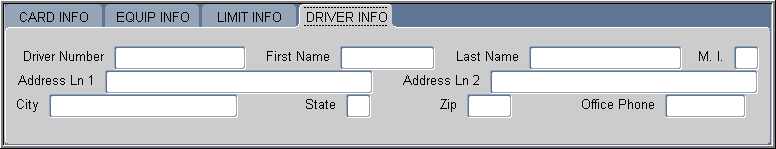 CARD INFO EQUIP INFO LIMIT INFO DRIVER INFO
Driver Number First Name Last Name M. I.
Address Ln 1 Address Ln 2
City State Zip Office Phone